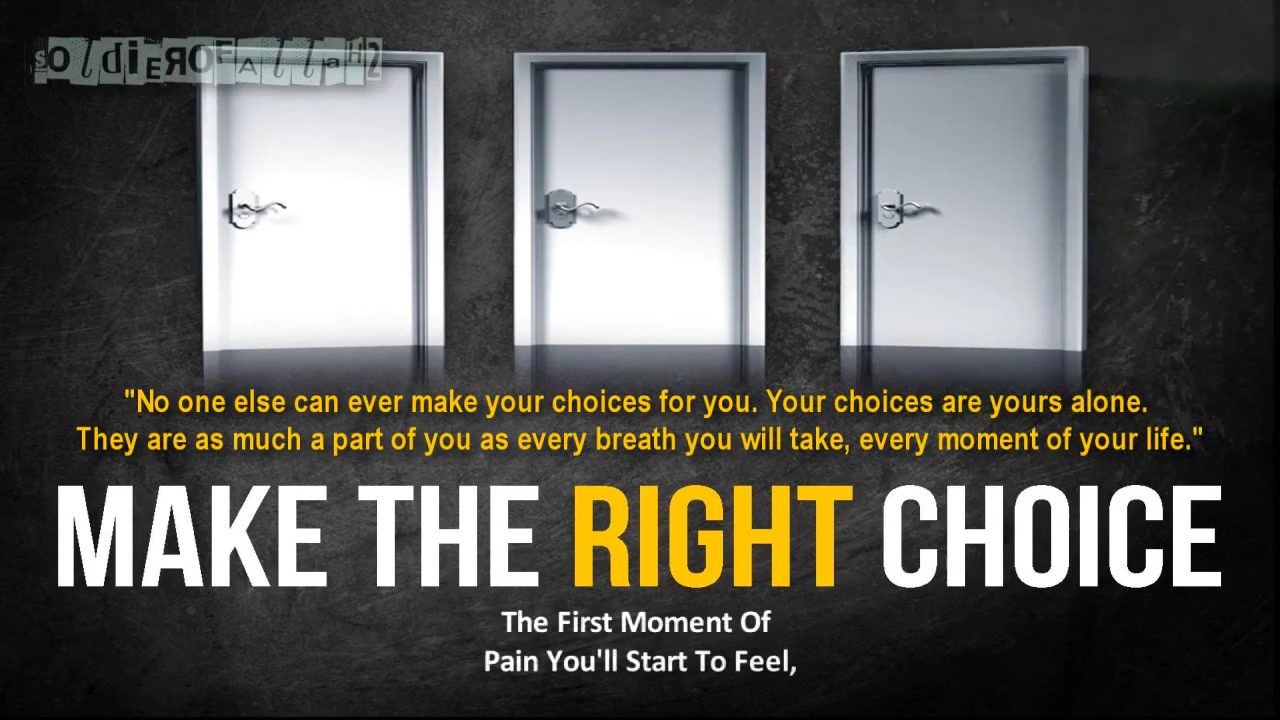 sOldiEROFAllaH2
"No one else can ever make your choices for you. Your choices are yours alone.
They are as much a part of you as every breath you will take, every moment of your life."
MAKE THE RIGHT CHOICE
The First Moment Of
Pain You'll Start To Feel,